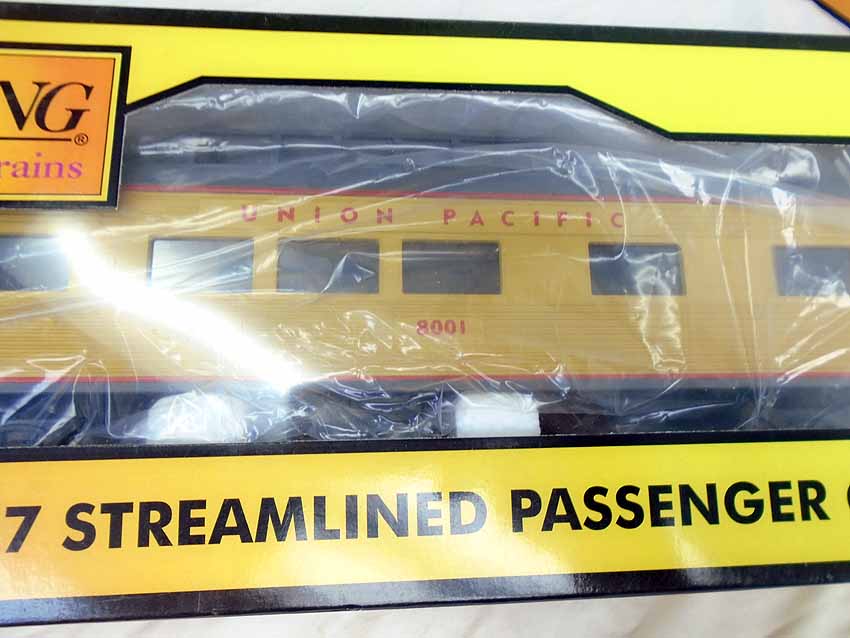 NG®
rains
UNION PACIFIC
8001
7 STREAMLINED PASSENGER